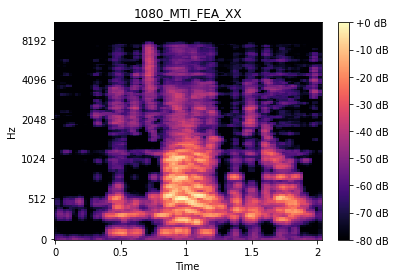 1080_MTI_FEA_XX
+0 dB
8192
-10 dB
4096
-20 dB
-30 dB
2048
Hz
-40 dB
1024
-50 dB
512
-60 dB
-70 dB
0
-80 dB
0
0.5
1
1.5
2
Time